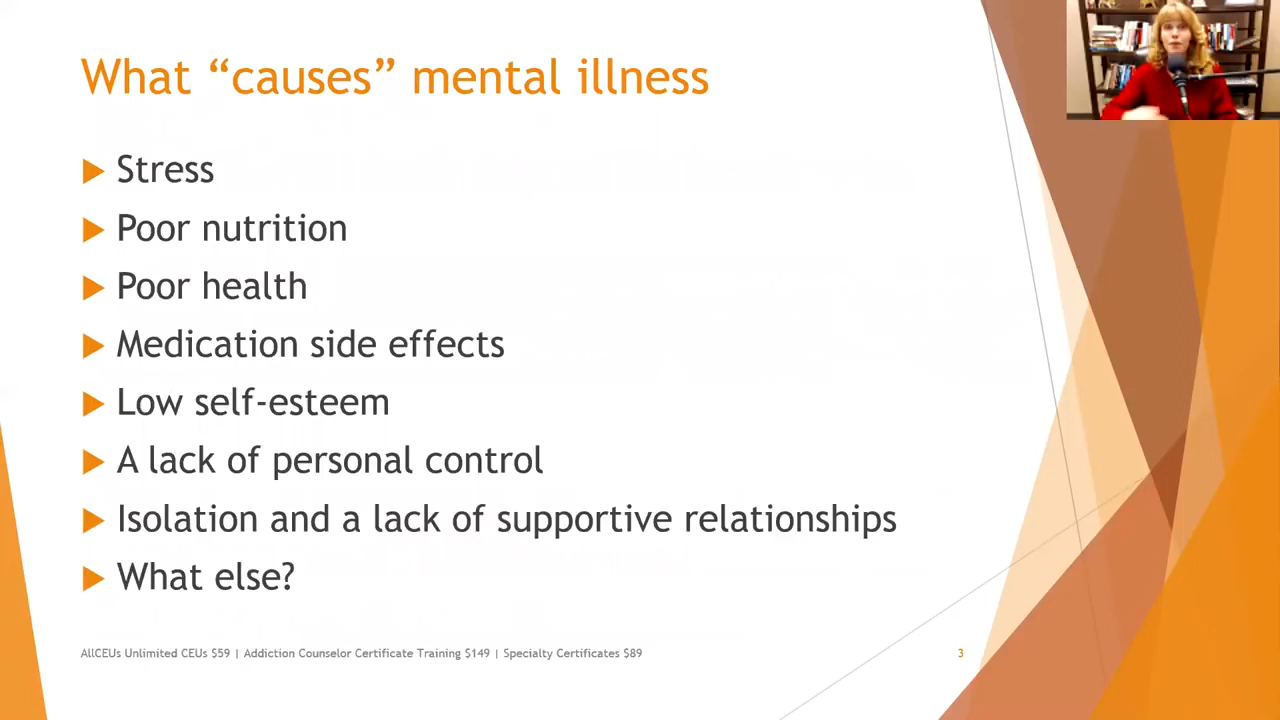 What “causes” mental illness
Stress
Poor nutrition
Poor health
Medication side effects
Low self-esteem
A lack of personal control
Isolation and a lack of supportive relationships
What else?
AllCEUs Unlimited CEUs $59 | Addiction Counselor Certificate Training $149 | Specialty Certificates $89
3